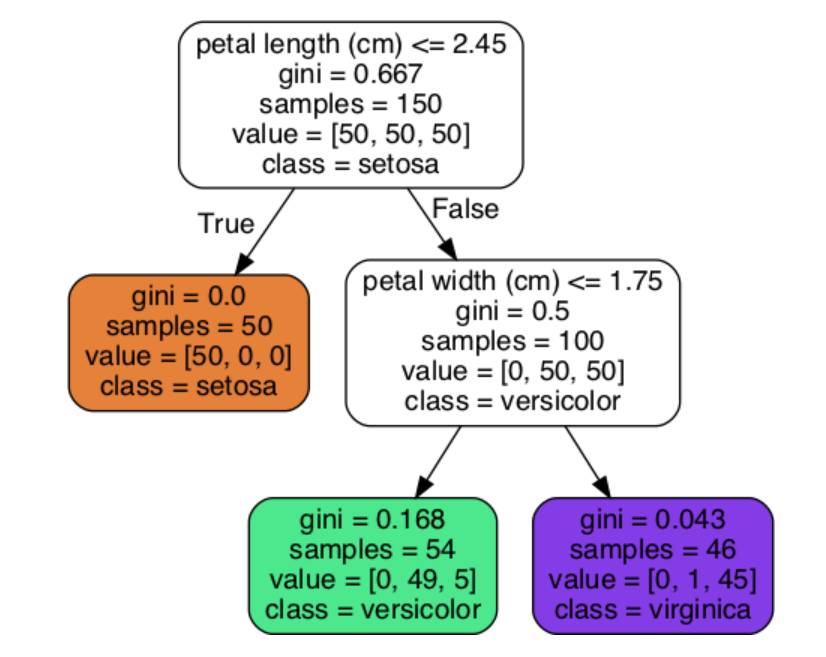 petal length (cm) <= 2.45
gini = 0.667
samples = 150
value = [50, 50, 50]
class = setosa
True
False
gini = 0.0
samples = 50
value = [50, 0, 0]
class = setosa
petal width (cm) <= 1.75
gini = 0.5
samples = 100
value = [0, 50, 50]
class = versicolor
gini = 0.168
samples = 54
value = [0, 49, 5]
class = versicolor
gini = 0.043
samples = 46
value = [0, 1, 45]
class = virginica